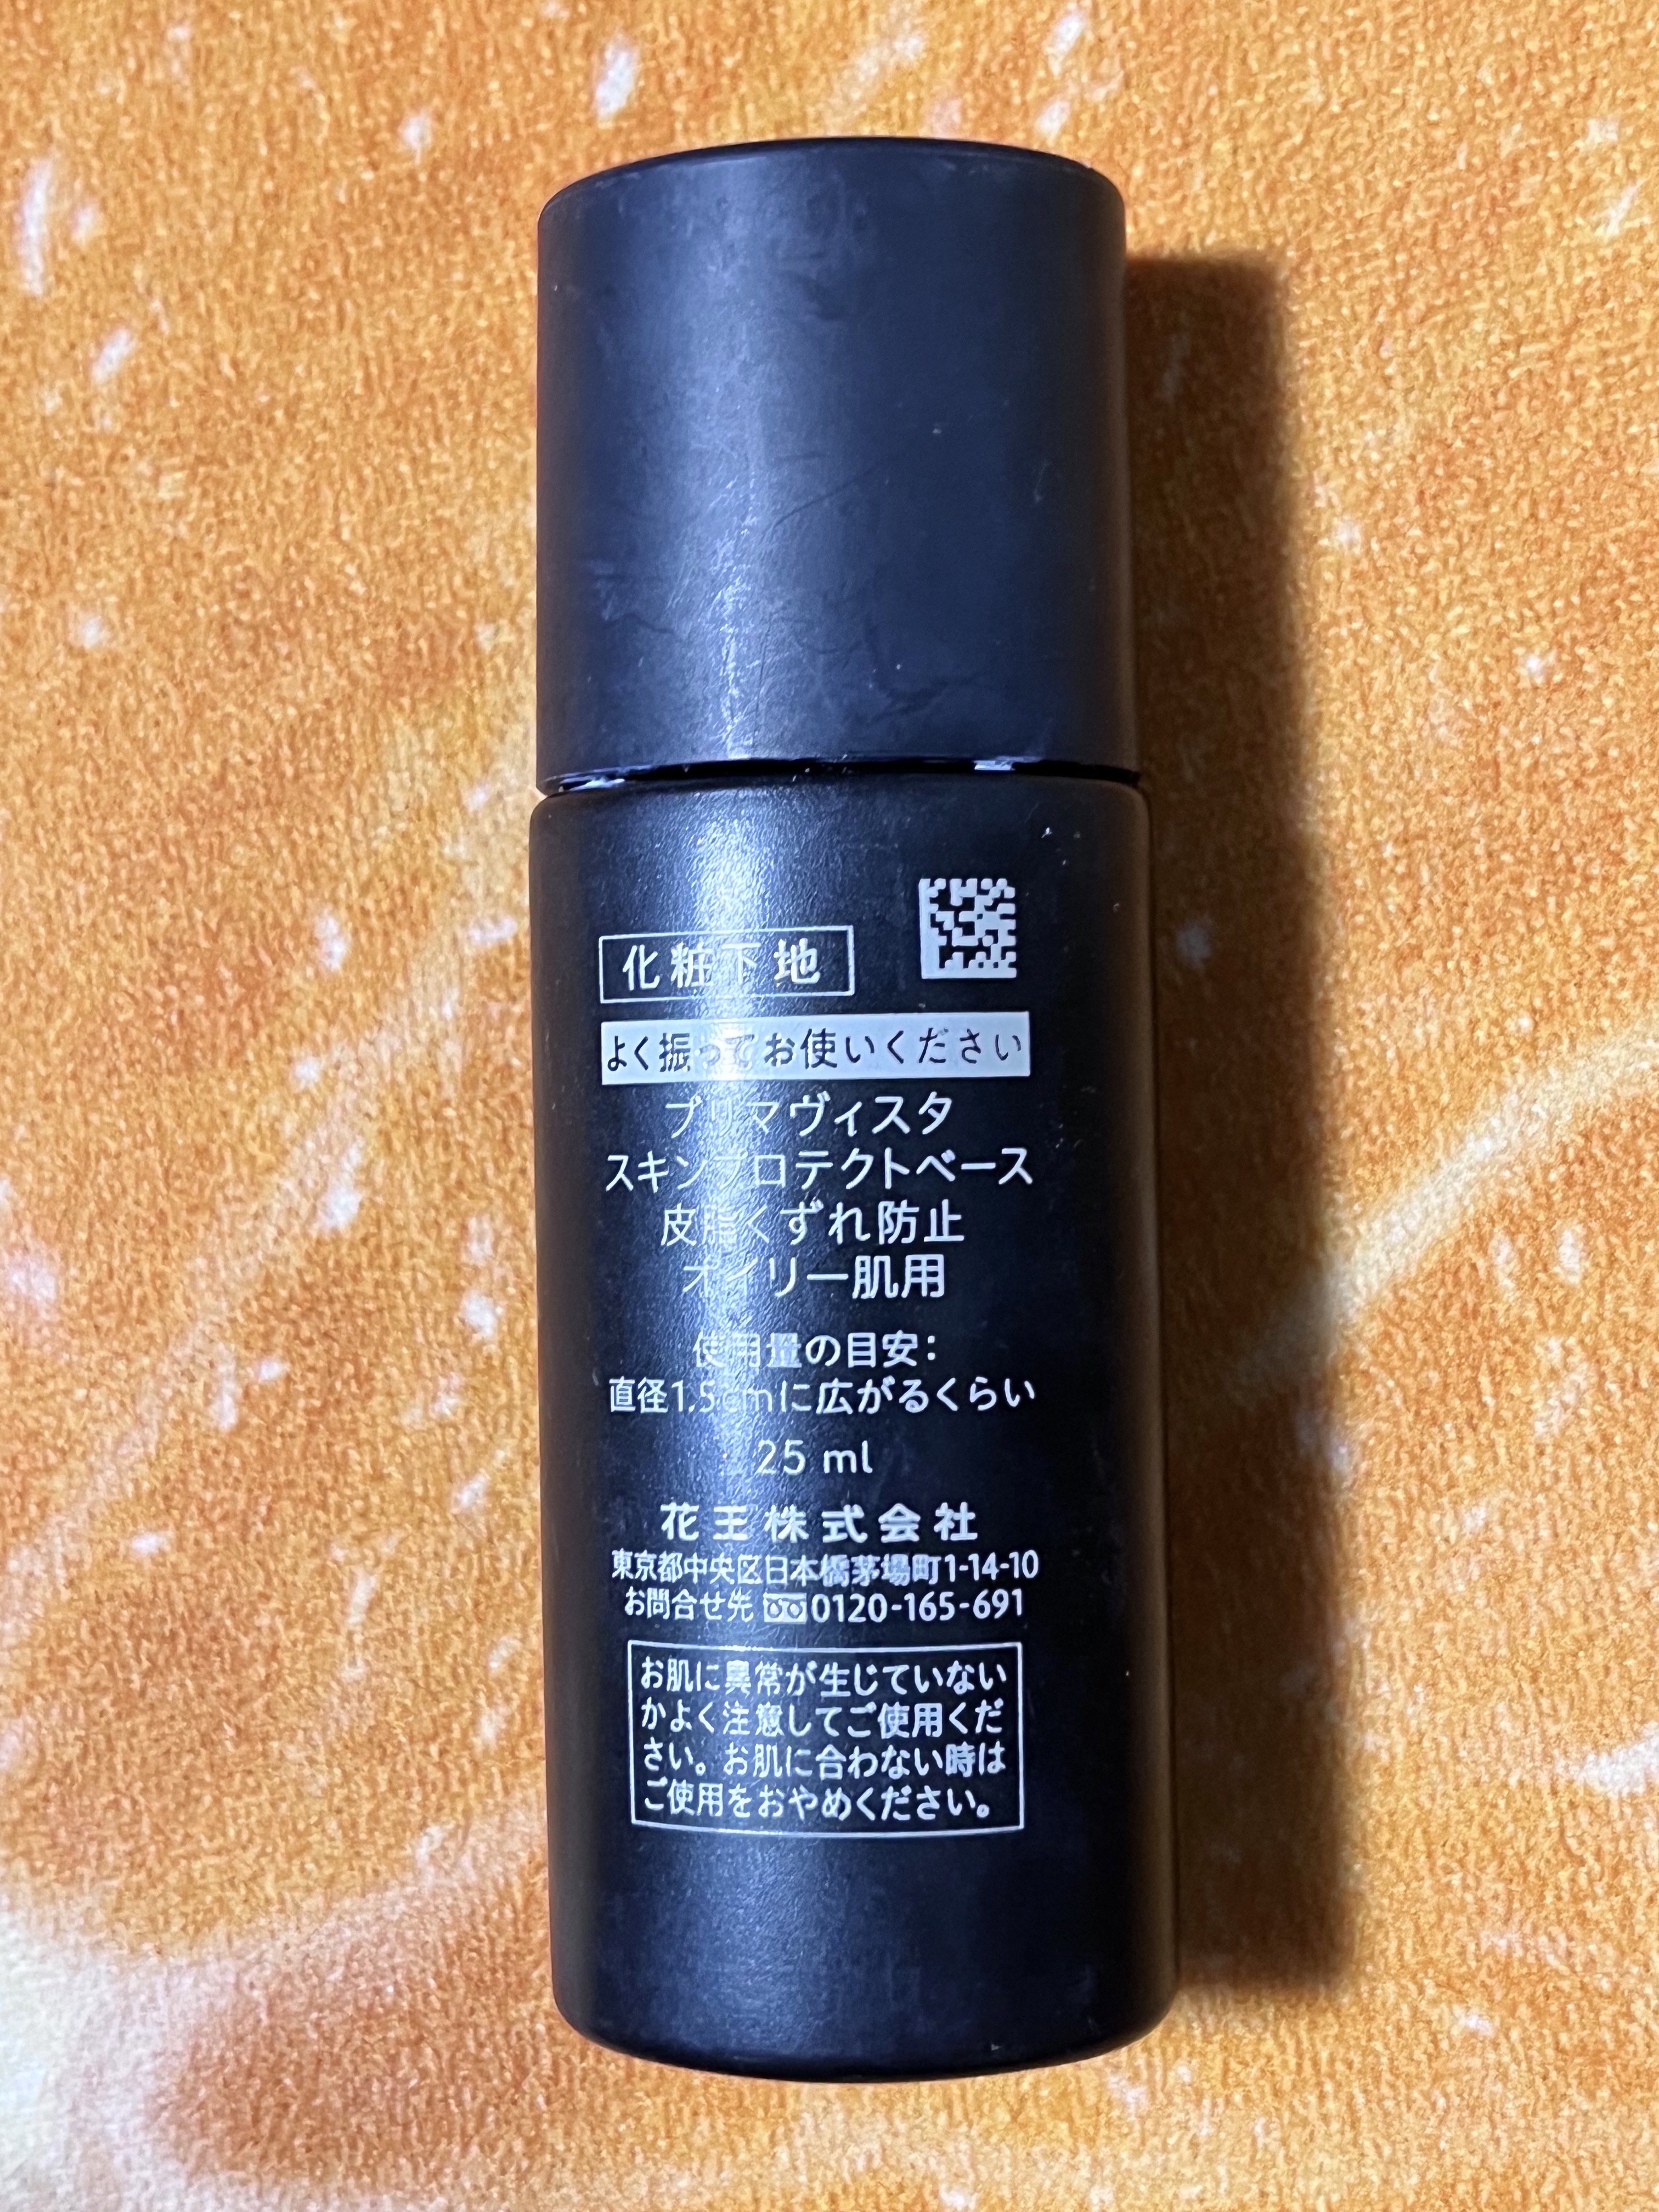 化粧下地
よく振ってお使いください
プリマヴィスタ
スキンプロテクトベース
皮脂くずれ防止
オイリー肌用
使用量の目安：
直径1.5cmに広がるくらい
25 ml
花王株式会社
東京都中央区日本橋茅場町1-14-10
お問合せ先 0120-165-691
お肌に異常が生じていない
かよく注意してご使用くだ
さい。お肌に合わない時は
ご使用をおやめください。